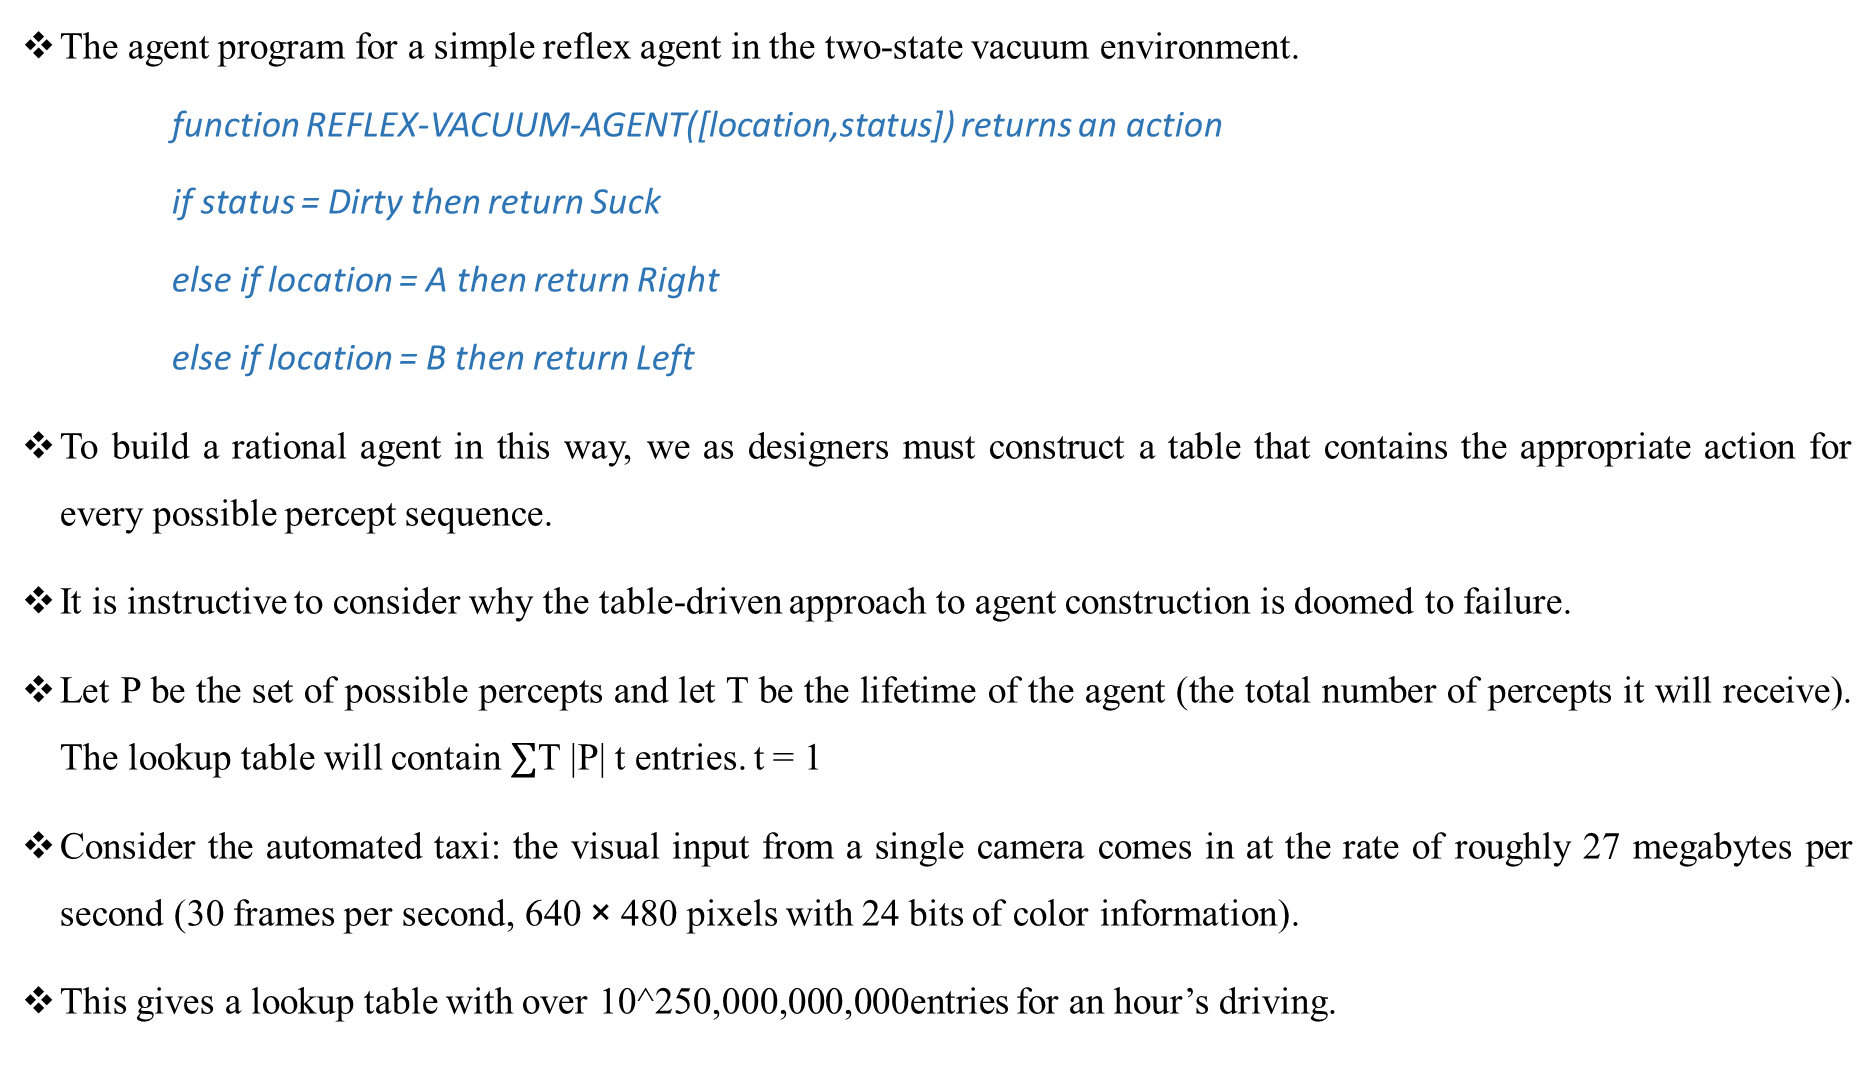 ❖ The agent program for a simple reflex agent in the two-state vacuum environment.
function REFLEX-VACUUM-AGENT([location,status]) returns an action
if status = Dirty then return Suck
else if location = A then return Right
else if location = B then return Left
❖ To build a rational agent in this way, we as designers must construct a table that contains the appropriate action for
every possible percept sequence.
❖ It is instructive to consider why the table-driven approach to agent construction is doomed to failure.
❖ Let P be the set of possible percepts and let T be the lifetime of the agent (the total number of percepts it will receive).
The lookup table will contain ∑T |P| t entries. t = 1
❖ Consider the automated taxi: the visual input from a single camera comes in at the rate of roughly 27 megabytes per
second (30 frames per second, 640 × 480 pixels with 24 bits of color information).
❖ This gives a lookup table with over 10^250,000,000,000entries for an hour’s driving.